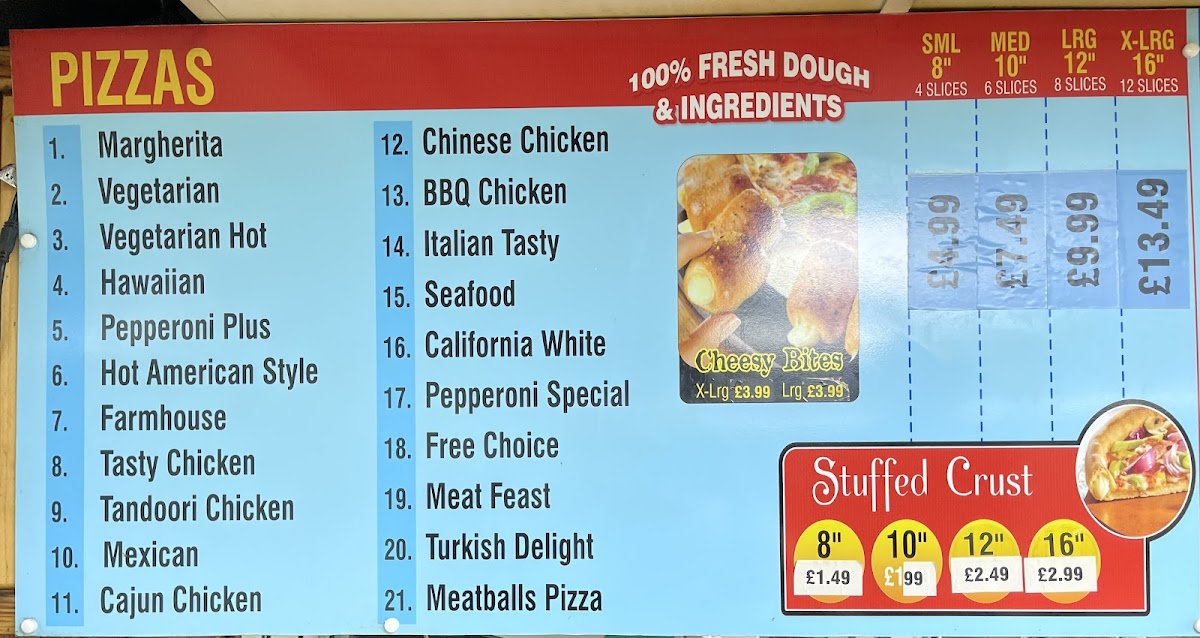 PIZZAS
100% FRESH DOUGH
& INGREDIENTS
SML
8"
4 SLICES
MED
10"
6 SLICES
LRG
12"
8 SLICES
X-LRG
16"
12 SLICES
1. Margherita
2. Vegetarian
3. Vegetarian Hot
4. Hawaiian
5. Pepperoni Plus
6. Hot American Style
7. Farmhouse
8. Tasty Chicken
9. Tandoori Chicken
10. Mexican
11. Cajun Chicken
12. Chinese Chicken
13. BBQ Chicken
14. Italian Tasty
15. Seafood
16. California White
17. Pepperoni Special
18. Free Choice
19. Meat Feast
20. Turkish Delight
21. Meatballs Pizza
Cheesy Bites
X-Lrg £3.99 Lrg £3.99
£4.99
£7.49
£9.99
£13.49
Stuffed Crust
8" 10" 12" 16"
£1.49 £1.99 £2.49 £2.99